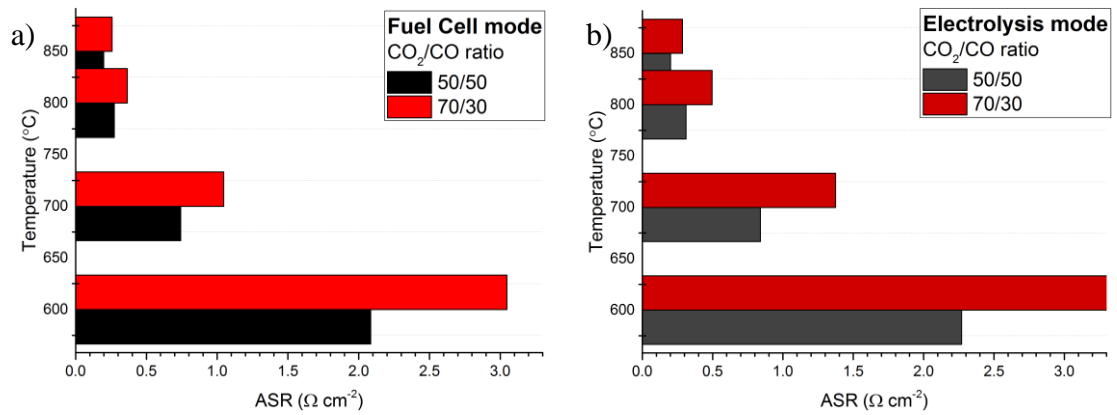 a)
Fuel Cell mode
CO₂/CO ratio
50/50
70/30
Temperature (°C)
850
800
750
700
650
600
0.0 0.5 1.0 1.5 2.0 2.5 3.0
ASR (Ω cm⁻²)
b)
Electrolysis mode
CO₂/CO ratio
50/50
70/30
Temperature (°C)
850
800
750
700
650
600
0.0 0.5 1.0 1.5 2.0 2.5 3.0
ASR (Ω cm⁻²)